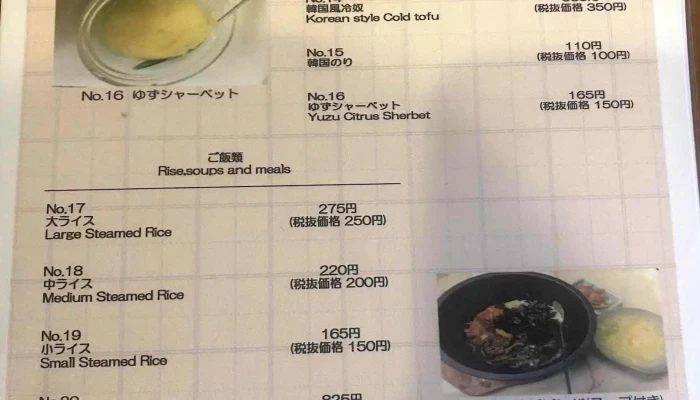 韓国風冷奴
(税抜価格 350円)
Korean style Cold tofu
No.15
110円
韓国のり
(税抜価格 100円)
No.16 ゆずシャーベット
No.16
165円
ゆずシャーベット
(税抜価格 150円)
Yuzu Citrus Sherbet
ご飯類
Rise,soups and meals
No.17
275円
大ライス
(税抜価格 250円)
Large Steamed Rice
No.18
220円
中ライス
(税抜価格 200円)
Medium Steamed Rice
No.19
165円
小ライス
(税抜価格 150円)
Small Steamed Rice